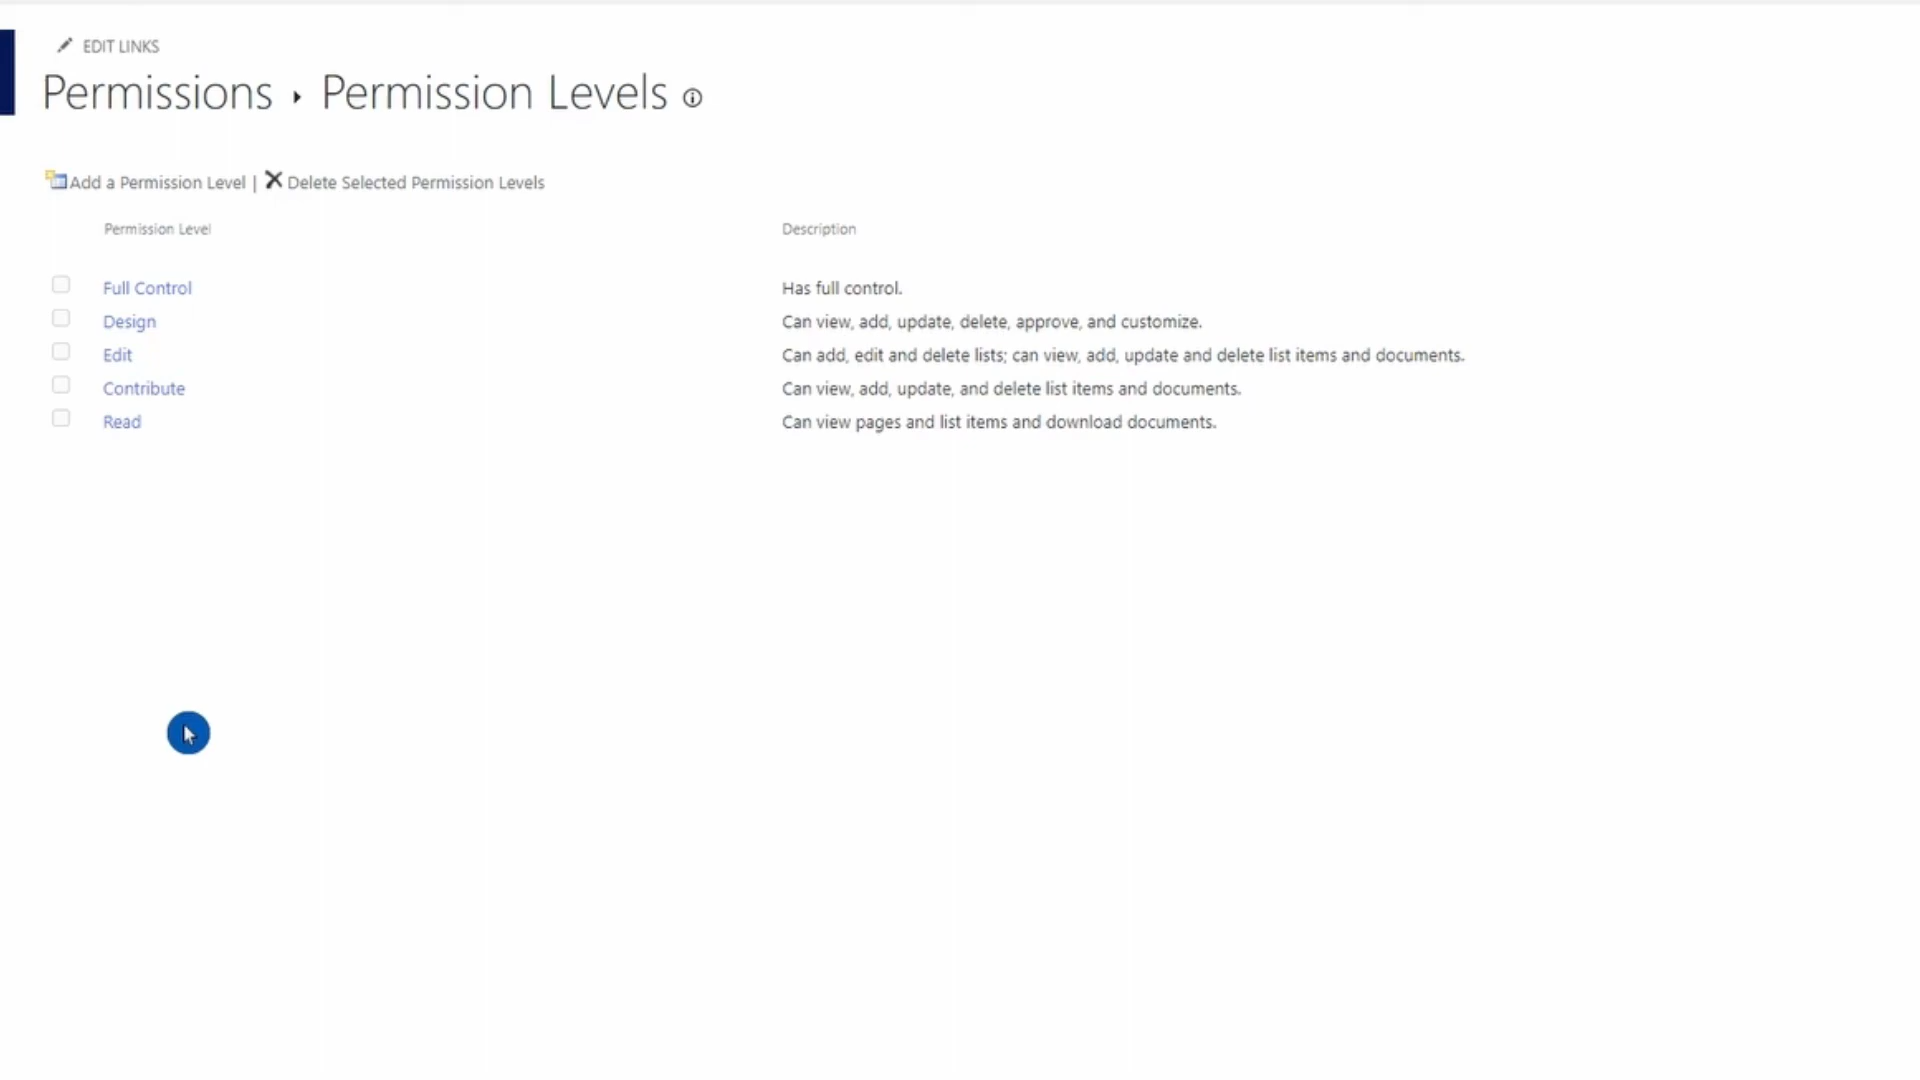 EDIT LINKS
Permissions ▸ Permission Levels
Add a Permission Level | Delete Selected Permission Levels
Permission Level Description
Full Control Has full control.
Design Can view, add, update, delete, approve, and customize.
Edit Can add, edit and delete lists; can view, add, update and delete list items and documents.
Contribute Can view, add, update, and delete list items and documents.
Read Can view pages and list items and download documents.